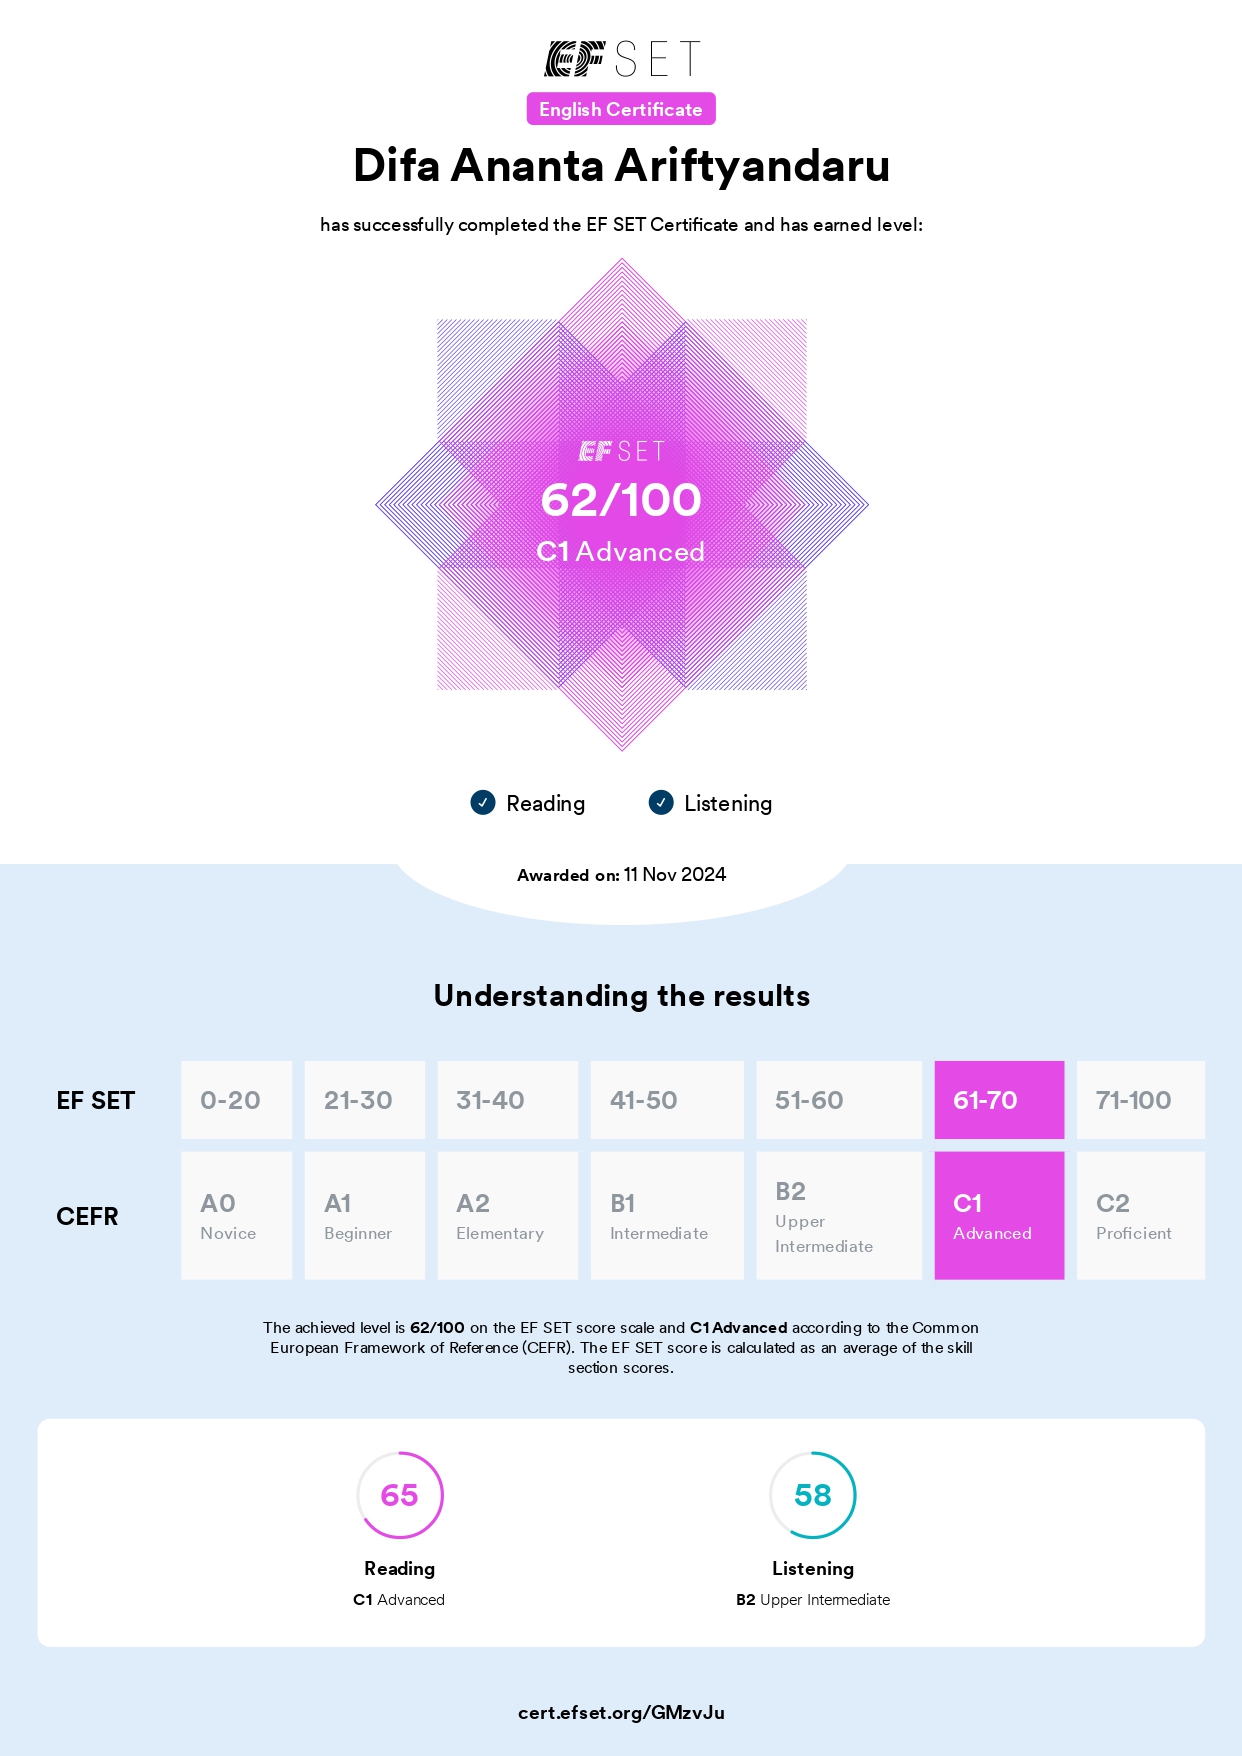 EF SET
English Certificate
Difa Ananta Ariftyandaru
has successfully completed the EF SET Certificate and has earned level:
EF SET
62/100
C1 Advanced
Reading Listening
Awarded on: 11 Nov 2024
Understanding the results
EF SET 0-20 21-30 31-40 41-50 51-60 61-70 71-100
CEFR
A0
Novice
A1
Beginner
A2
Elementary
B1
Intermediate
B2
Upper
Intermediate
C1
Advanced
C2
Proficient
The achieved level is 62/100 on the EF SET score scale and C1 Advanced according to the Common
European Framework of Reference (CEFR). The EF SET score is calculated as an average of the skill
section scores.
65
Reading
C1 Advanced
58
Listening
B2 Upper Intermediate
cert.efset.org/GMzvJu